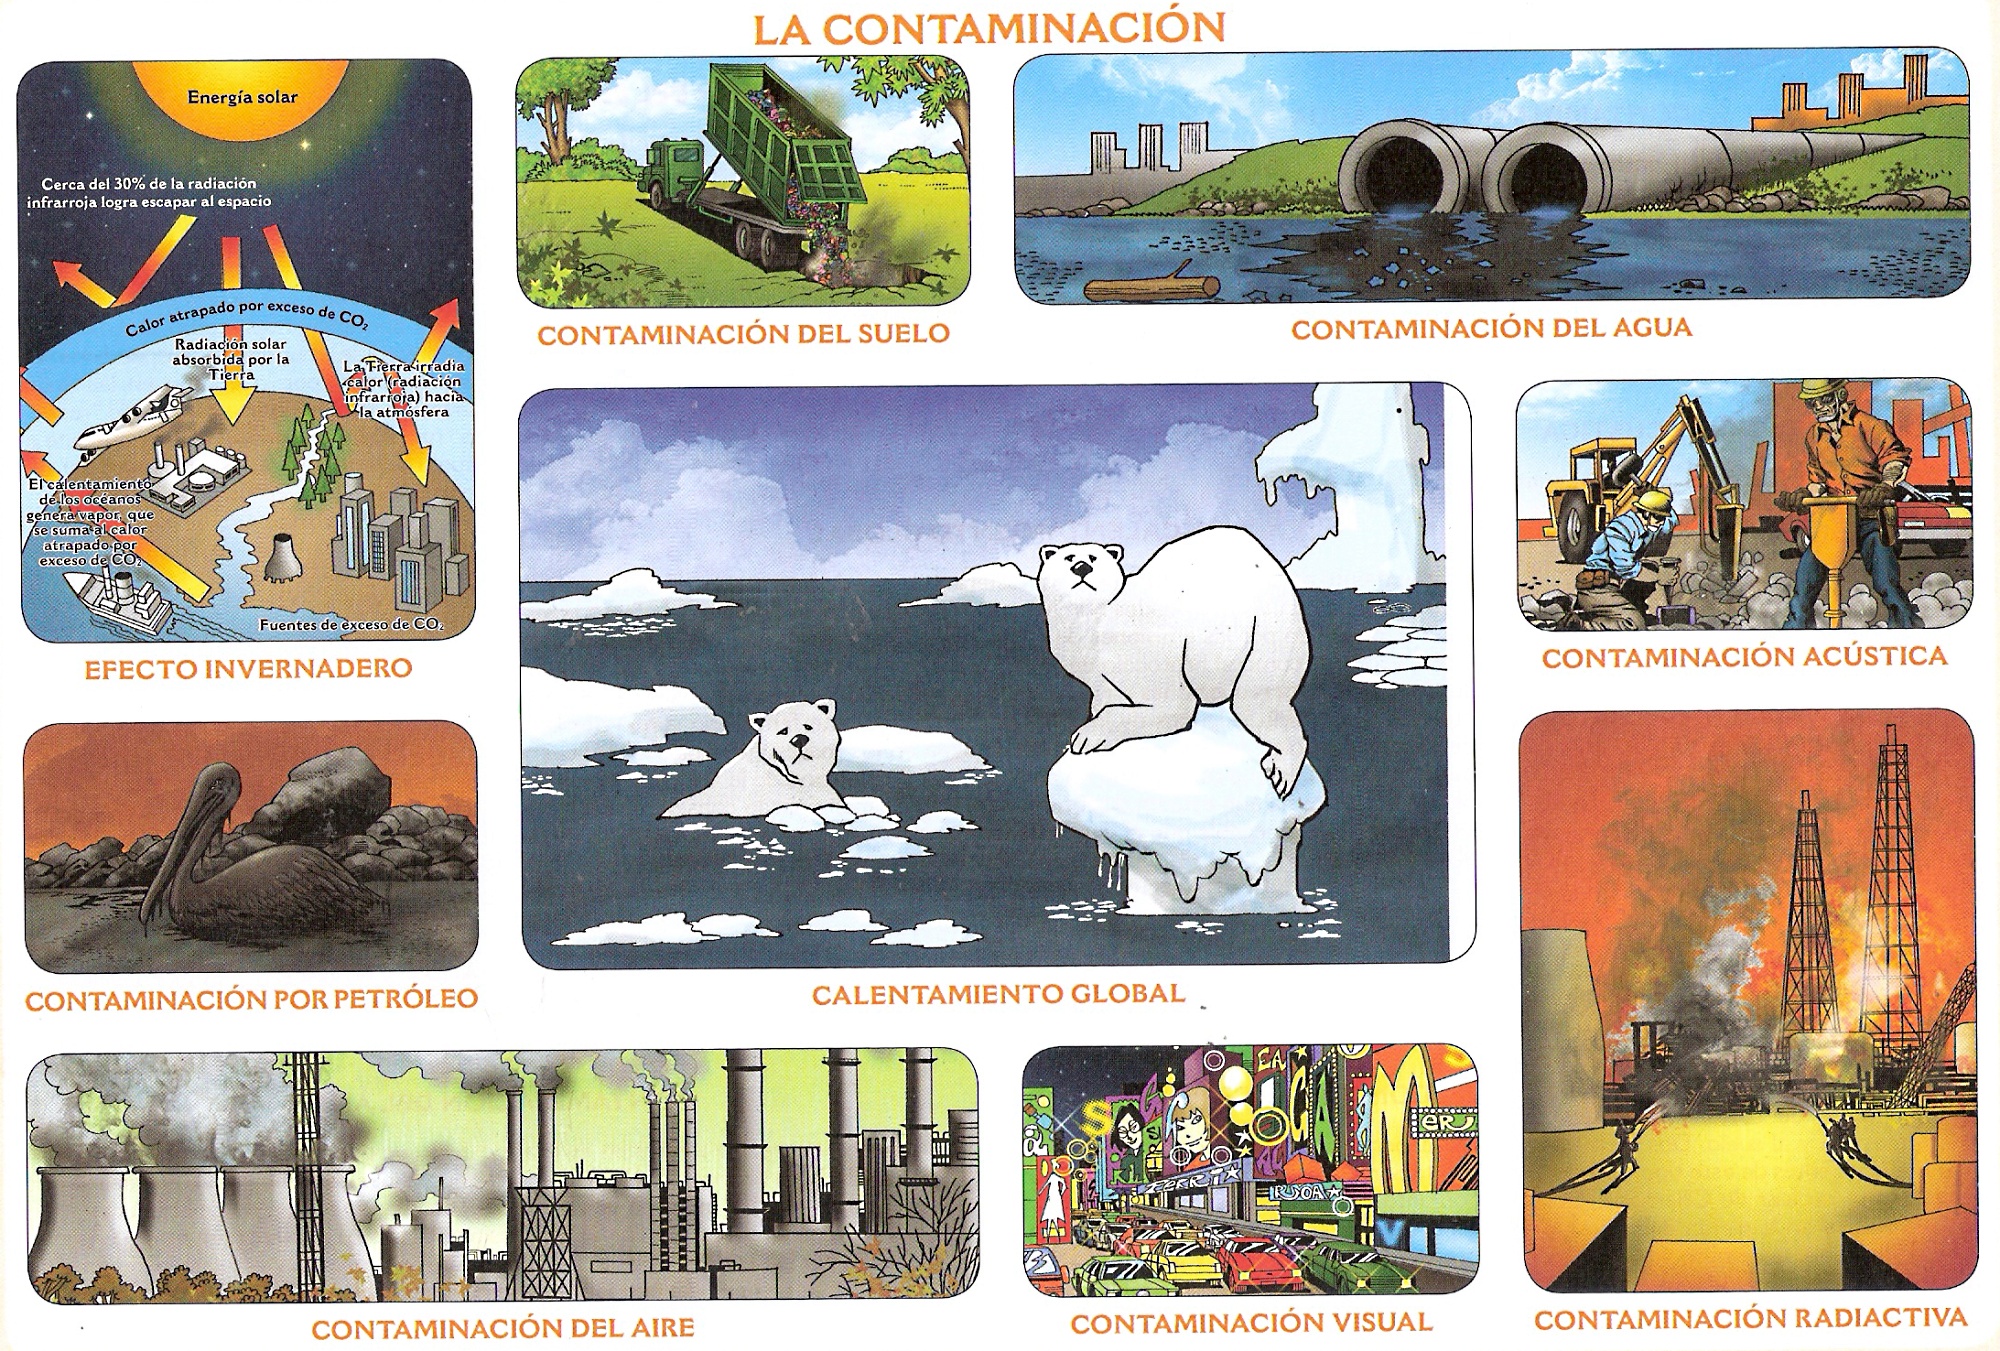 LA CONTAMINACIÓN
Energía solar
Cerca del 30% de la radiación
infrarroja logra escapar al espacio
Calor atrapado por exceso de CO₂
Radiación solar
absorbida por la
Tierra
La Tierra irradía
calor (radiación
infrarroja) hacia
la atmósfera
El calentamiento
de los océanos
genera vapor, que
se suma al calor
atrapado por
exceso de CO₂
Fuentes de exceso de CO₂
EFECTO INVERNADERO
CONTAMINACIÓN DEL SUELO
CONTAMINACIÓN DEL AGUA
CONTAMINACIÓN ACÚSTICA
CONTAMINACIÓN POR PETRÓLEO
CALENTAMIENTO GLOBAL
CONTAMINACIÓN DEL AIRE
CONTAMINACIÓN VISUAL
CONTAMINACIÓN RADIACTIVA